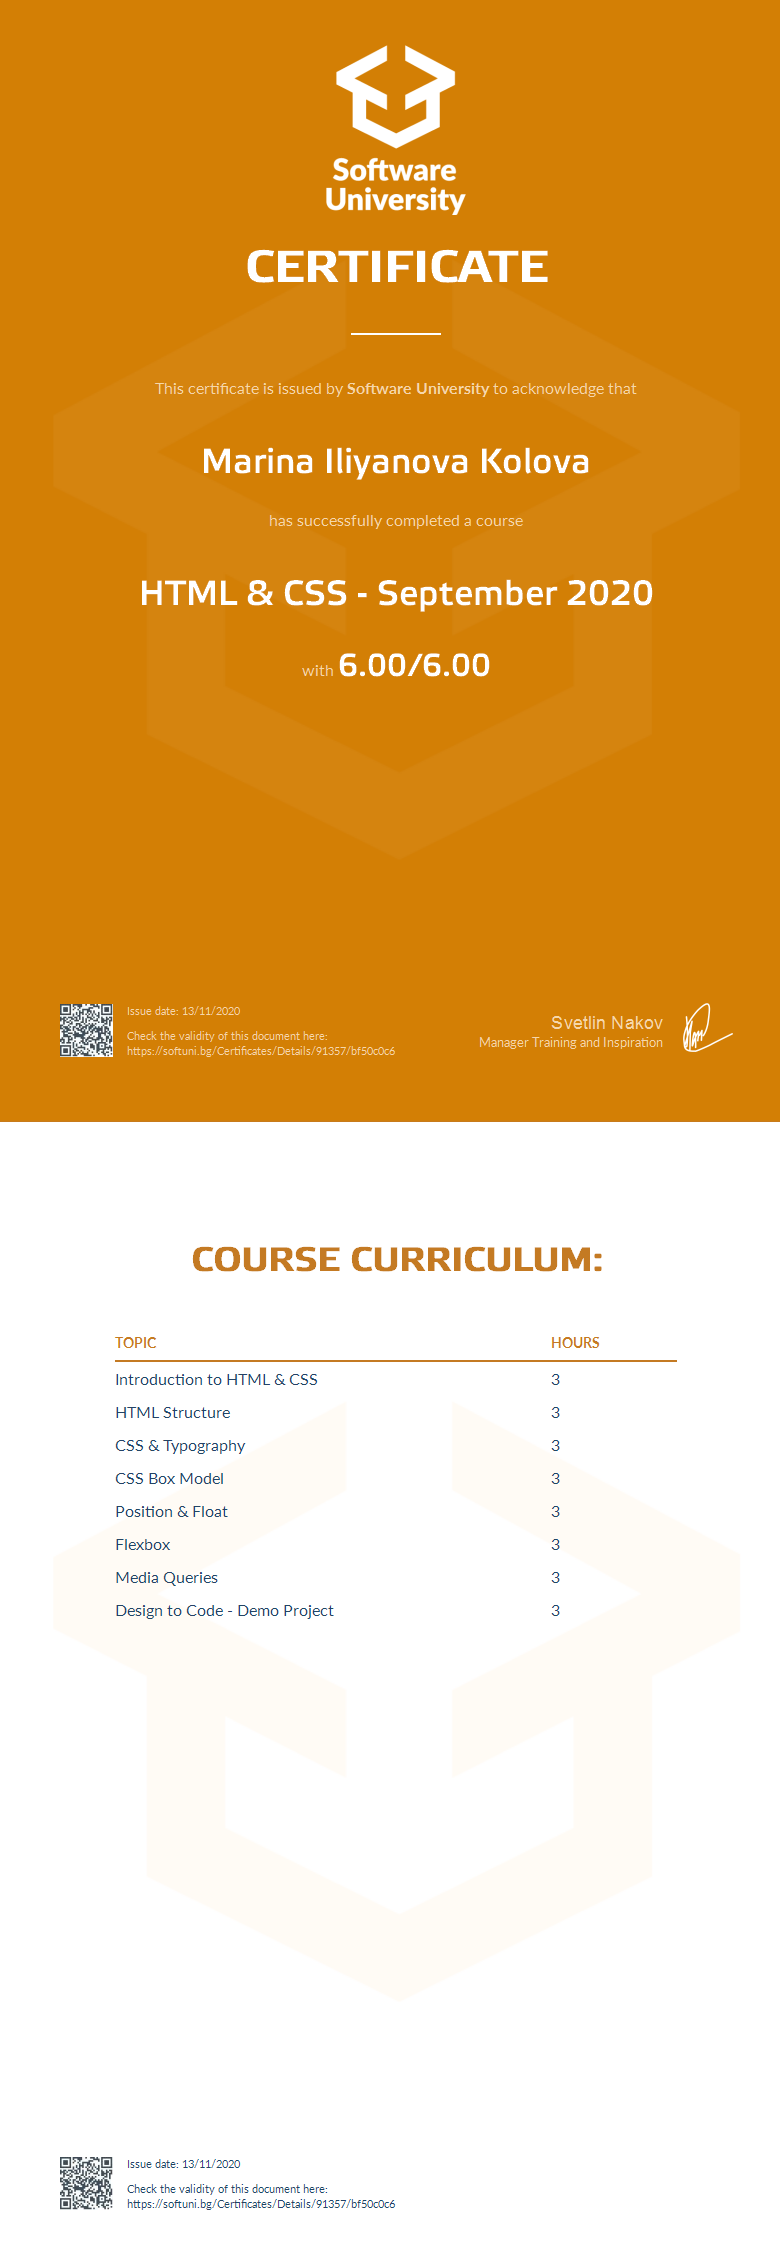 Software
University
CERTIFICATE
This certificate is issued by Software University to acknowledge that
Marina Iliyanova Kolova
has successfully completed a course
HTML & CSS - September 2020
with 6.00/6.00
Issue date: 13/11/2020
Check the validity of this document here:
https://softuni.bg/Certificates/Details/91357/bf50c0c6
Svetlin Nakov
Manager Training and Inspiration
COURSE CURRICULUM:
TOPIC HOURS
Introduction to HTML & CSS 3
HTML Structure 3
CSS & Typography 3
CSS Box Model 3
Position & Float 3
Flexbox 3
Media Queries 3
Design to Code - Demo Project 3
Issue date: 13/11/2020
Check the validity of this document here:
https://softuni.bg/Certificates/Details/91357/bf50c0c6